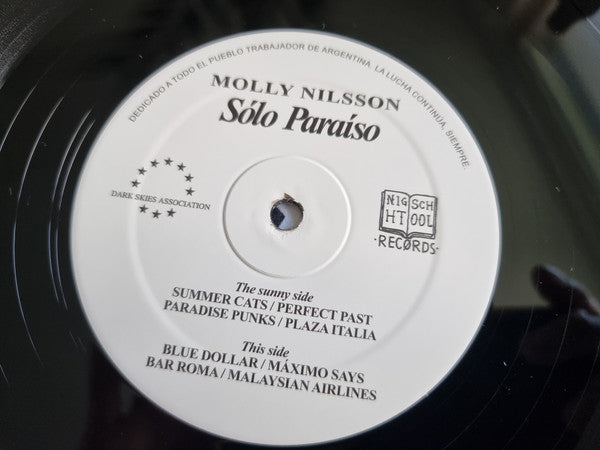 DEDICADO A TODO EL PUEBLO TRABAJADOR DE ARGENTINA. LA LUCHA CONTINÚA, SIEMPRE.
MOLLY NILSSON
Sólo Paraíso
DARK SKIES ASSOCIATION
NIG SCH
HT OOL
·RECØRDS·
The sunny side
SUMMER CATS / PERFECT PAST
PARADISE PUNKS / PLAZA ITALIA
This side
BLUE DOLLAR / MÁXIMO SAYS
BAR ROMA / MALAYSIAN AIRLINES